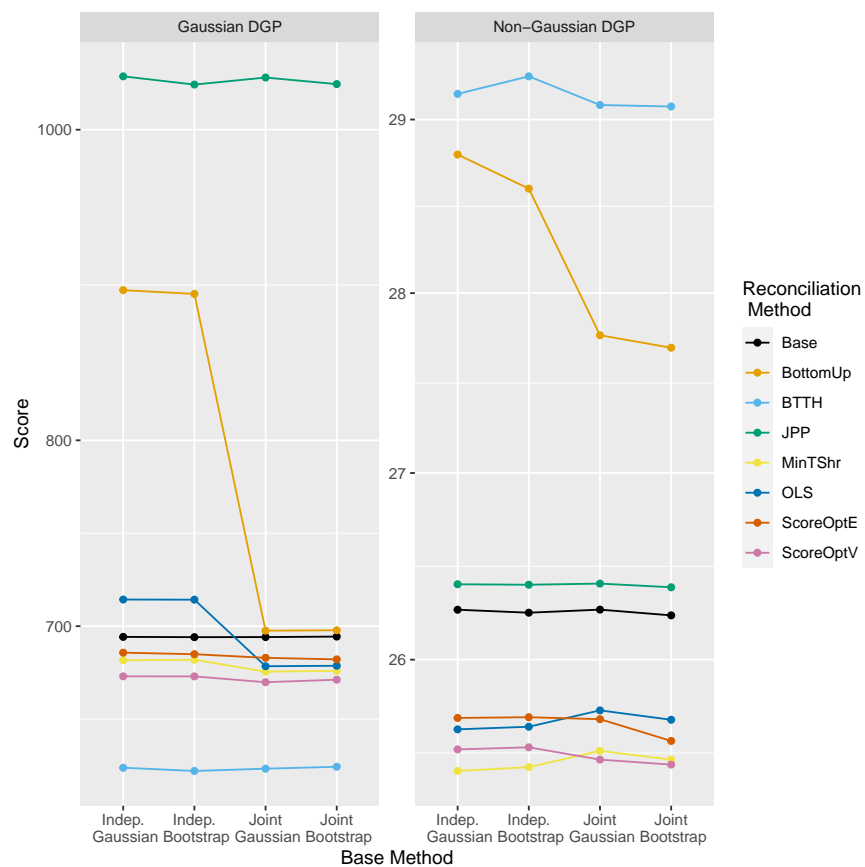 Gaussian DGP
Non−Gaussian DGP
1000
800
700
29
28
27
26
Score
Indep. Gaussian
Indep. Bootstrap
Joint Gaussian
Joint Bootstrap
Indep. Gaussian
Indep. Bootstrap
Joint Gaussian
Joint Bootstrap
Base Method
Reconciliation
Method
Base
BottomUp
BTTH
JPP
MinTShr
OLS
ScoreOptE
ScoreOptV